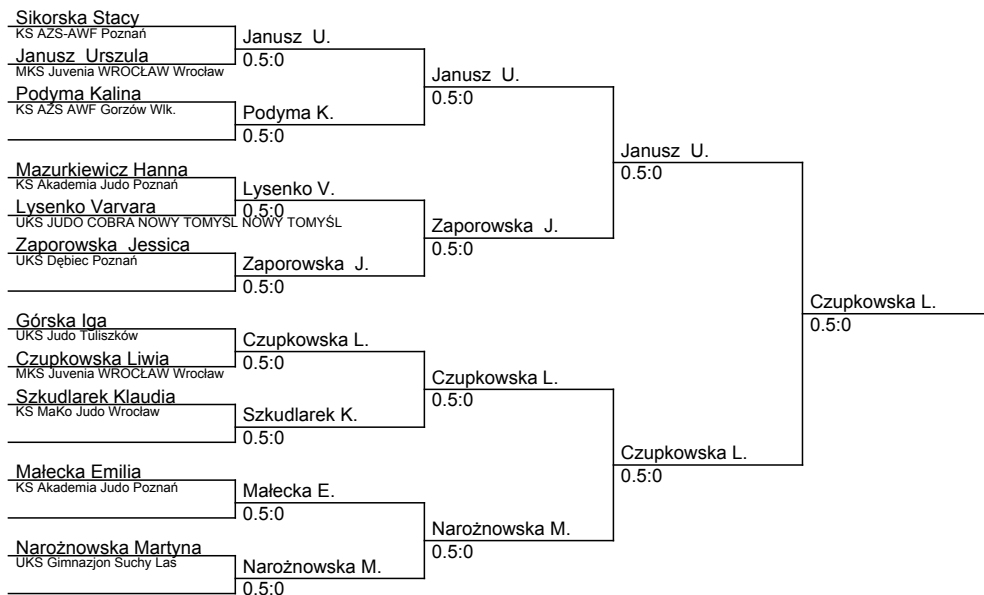 Sikorska Stacy
KS AZS-AWF Poznań
Janusz  Urszula
MKS Juvenia WROCŁAW Wrocław
Podyma Kalina
KS AZS AWF Gorzów Wlk.
Mazurkiewicz Hanna
KS Akademia Judo Poznań
Lysenko Varvara
UKS JUDO COBRA NOWY TOMYŚL NOWY TOMYŚL
Zaporowska  Jessica
UKS Dębiec Poznań
Górska Iga
UKS Judo Tuliszków
Czupkowska Liwia
MKS Juvenia WROCŁAW Wrocław
Szkudlarek Klaudia
KS MaKo Judo Wrocław
Małecka Emilia
KS Akademia Judo Poznań
Narożnowska Martyna
UKS Gimnazjon Suchy Las
Janusz  U.
0.5:0
Podyma K.
0.5:0
Lysenko V.
0.5:0
Zaporowska  J.
0.5:0
Czupkowska L.
0.5:0
Szkudlarek K.
0.5:0
Małecka E.
0.5:0
Narożnowska M.
0.5:0
Janusz  U.
0.5:0
Zaporowska  J.
0.5:0
Czupkowska L.
0.5:0
Narożnowska M.
0.5:0
Janusz  U.
0.5:0
Czupkowska L.
0.5:0
Czupkowska L.
0.5:0